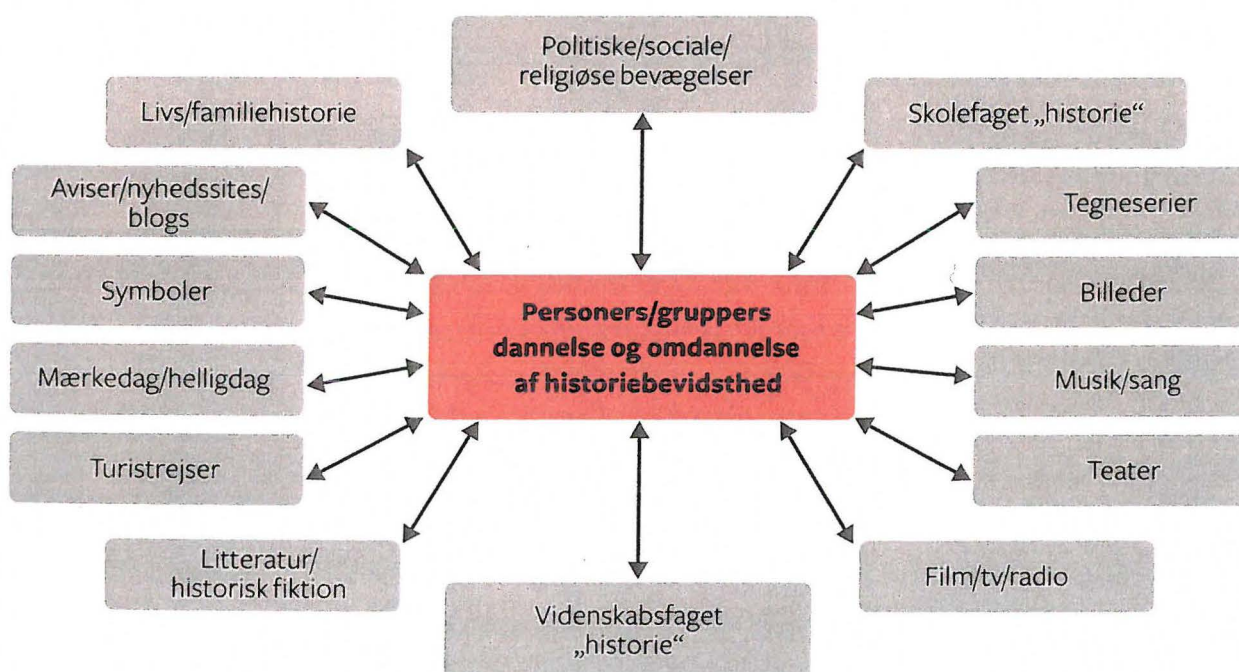 Politiske/sociale/
religiøse bevægelser
Livs/familiehistorie
Skolefaget „historie“
Aviser/nyhedssites/
blogs
Tegneserier
Symboler
Billeder
Personers/gruppers
dannelse og omdannelse
af historiebevidsthed
Mærkedag/helligdag
Musik/sang
Turistrejser
Teater
Litteratur/
historisk fiktion
Film/tv/radio
Videnskabsfaget
„historie“